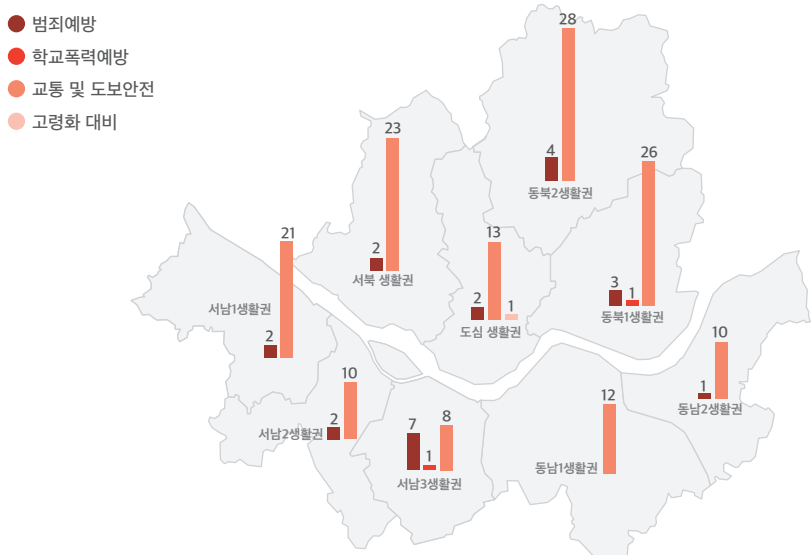 범죄예방
학교폭력예방
교통 및 도보안전
고령화 대비
28
4
동북2생활권
23
2
서북 생활권
26
3
1
동북1생활권
13
2
1
도심 생활권
21
2
서남1생활권
10
1
동남2생활권
10
2
서남2생활권
7
1
8
서남3생활권
12
동남1생활권